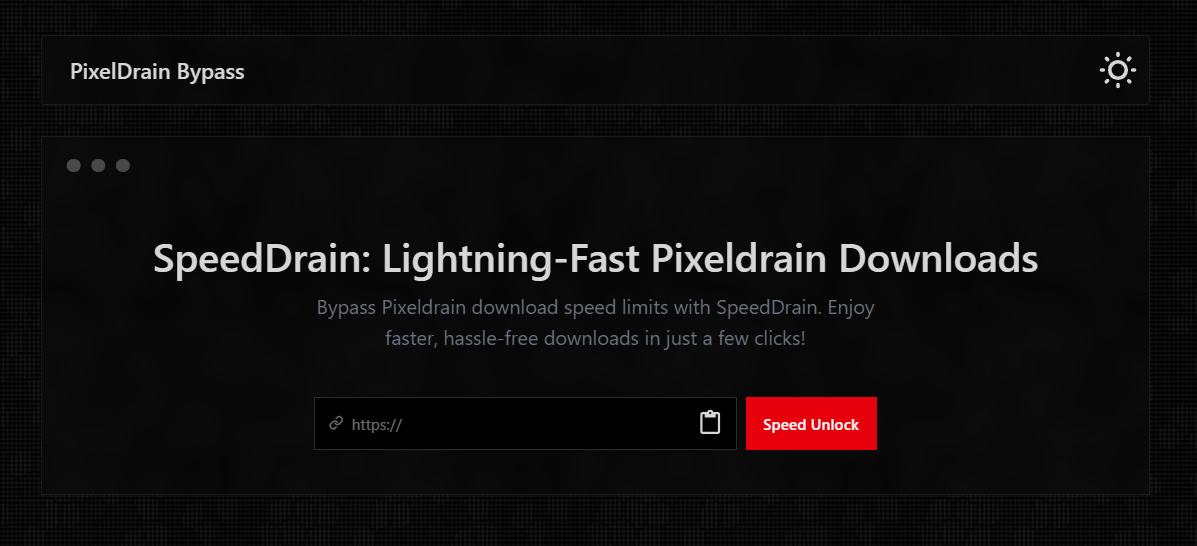 PixelDrain Bypass
SpeedDrain: Lightning-Fast Pixeldrain Downloads
Bypass Pixeldrain download speed limits with SpeedDrain. Enjoy
faster, hassle-free downloads in just a few clicks!
https://
Speed Unlock